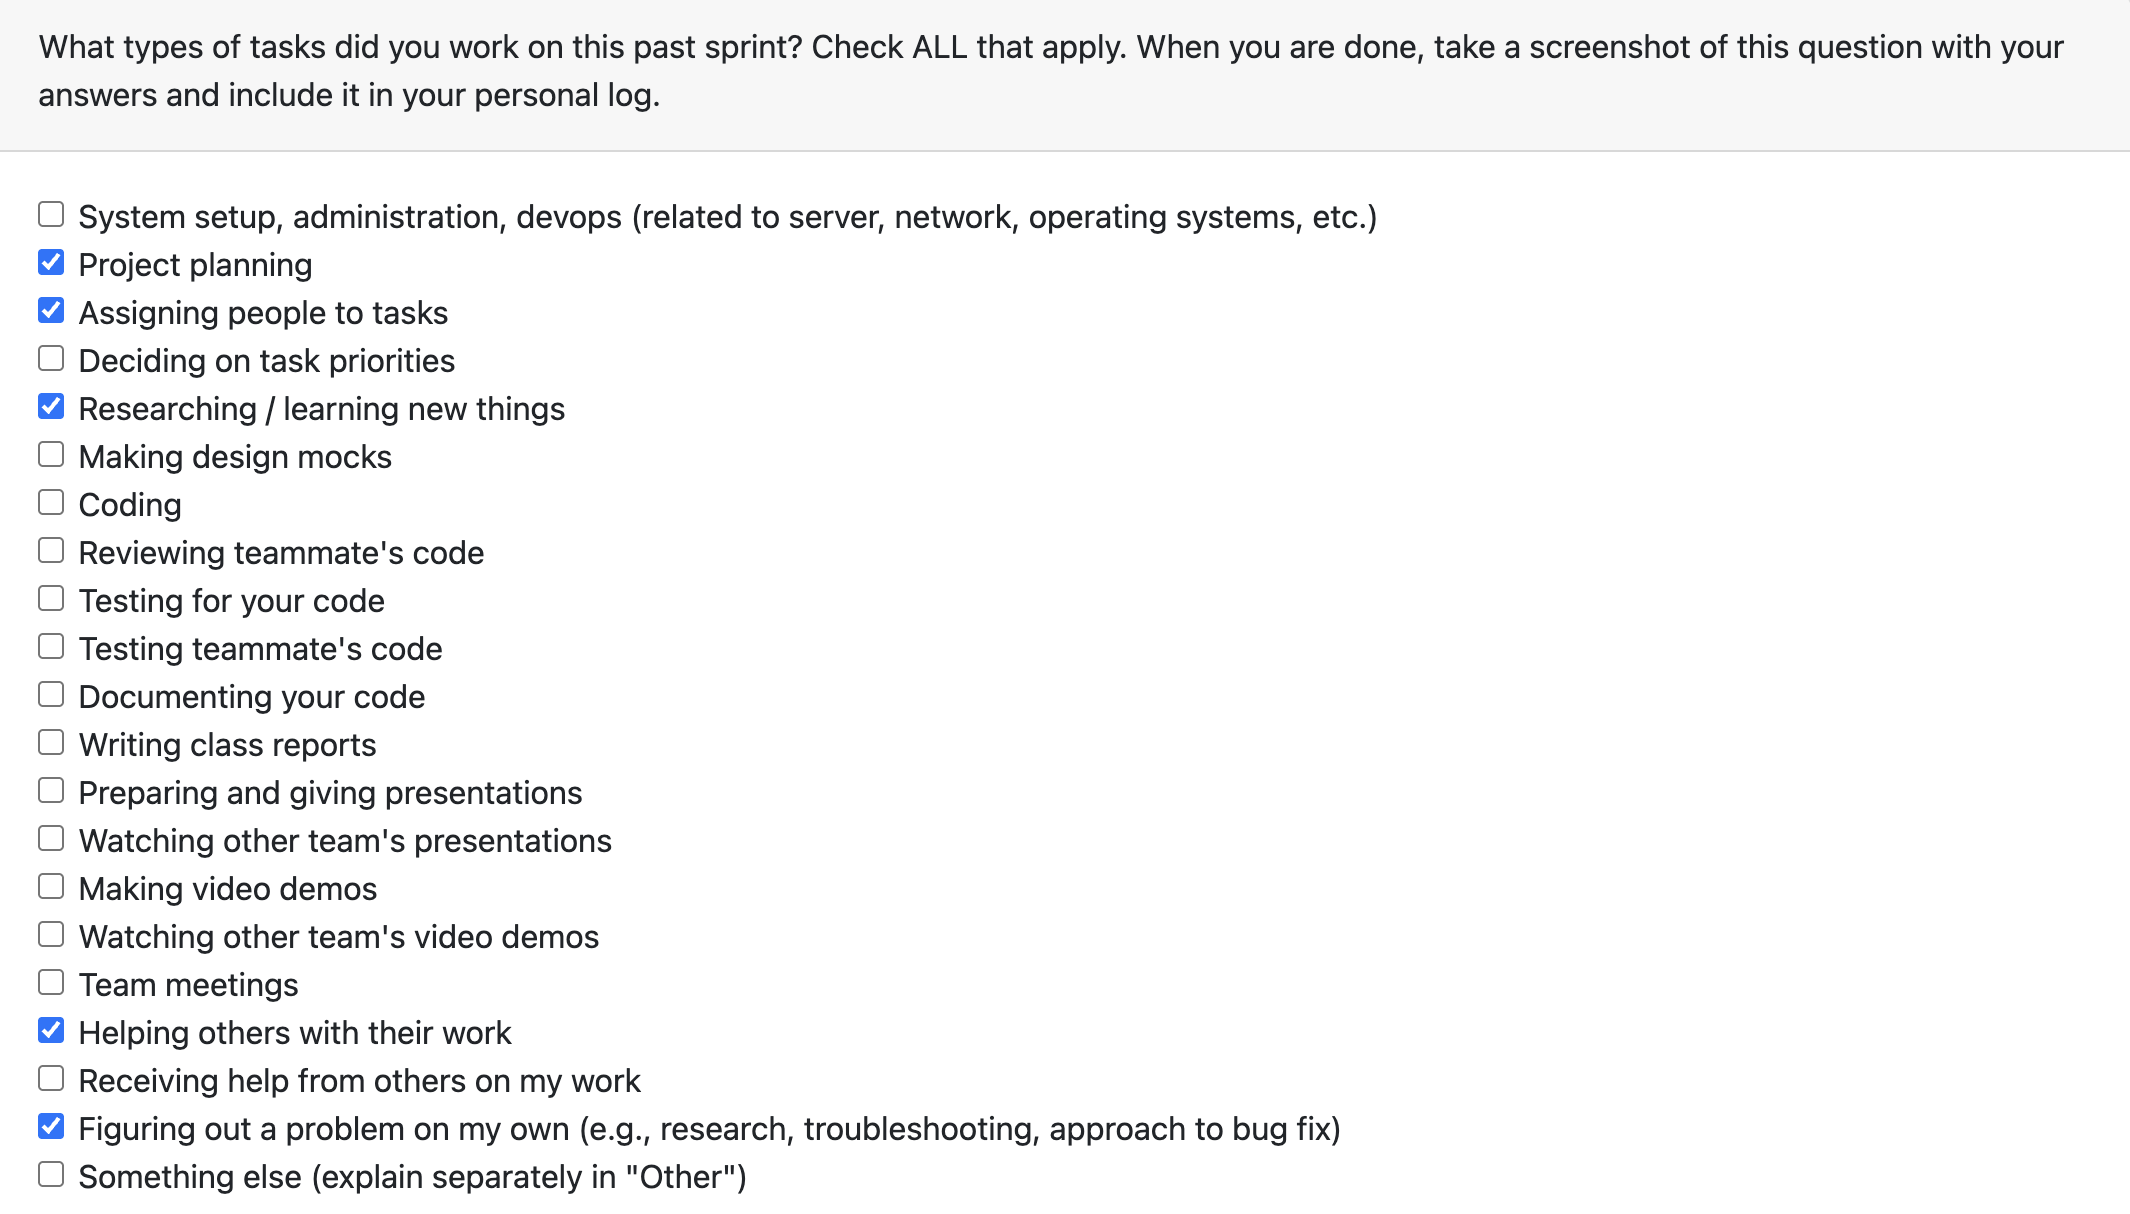 What types of tasks did you work on this past sprint? Check ALL that apply. When you are done, take a screenshot of this question with your
answers and include it in your personal log.
System setup, administration, devops (related to server, network, operating systems, etc.)
Project planning
Assigning people to tasks
Deciding on task priorities
Researching / learning new things
Making design mocks
Coding
Reviewing teammate's code
Testing for your code
Testing teammate's code
Documenting your code
Writing class reports
Preparing and giving presentations
Watching other team's presentations
Making video demos
Watching other team's video demos
Team meetings
Helping others with their work
Receiving help from others on my work
Figuring out a problem on my own (e.g., research, troubleshooting, approach to bug fix)
Something else (explain separately in "Other")